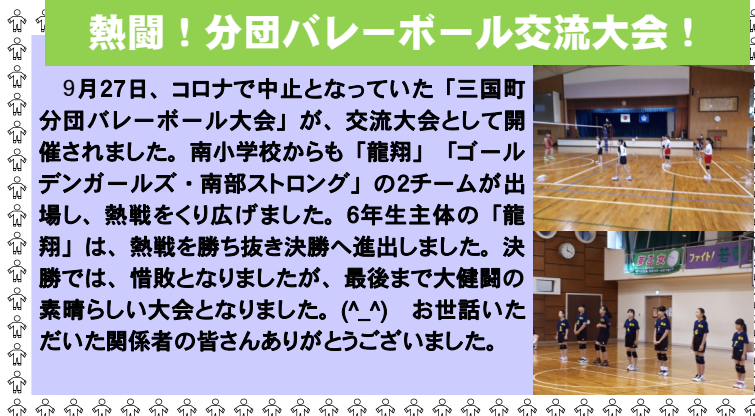 熱闘！分団バレーボール交流大会！
9月27日、コロナで中止となっていた「三国町
分団バレーボール大会」が、交流大会として開
催されました。南小学校からも「龍翔」「ゴール
デンガールズ・南部ストロング」の2チームが出
場し、熱戦をくり広げました。6年生主体の「龍
翔」は、熱戦を勝ち抜き決勝へ進出しました。決
勝では、惜敗となりましたが、最後まで大健闘の
素晴らしい大会となりました。(^_^)　お世話いた
だいた関係者の皆さんありがとうございました。
ファイト!